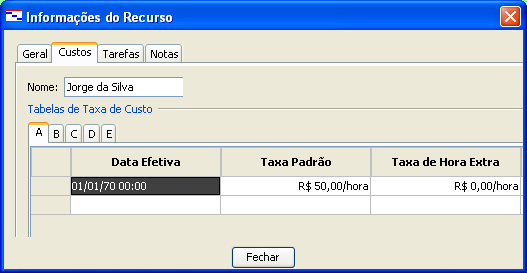 Informações do Recurso
Geral Custos Tarefas Notas
Nome: Jorge da Silva
Tabelas de Taxa de Custo
A B C D E
Data Efetiva Taxa Padrão Taxa de Hora Extra
01/01/70 00:00 R$ 50,00/hora R$ 0,00/hora
Fechar